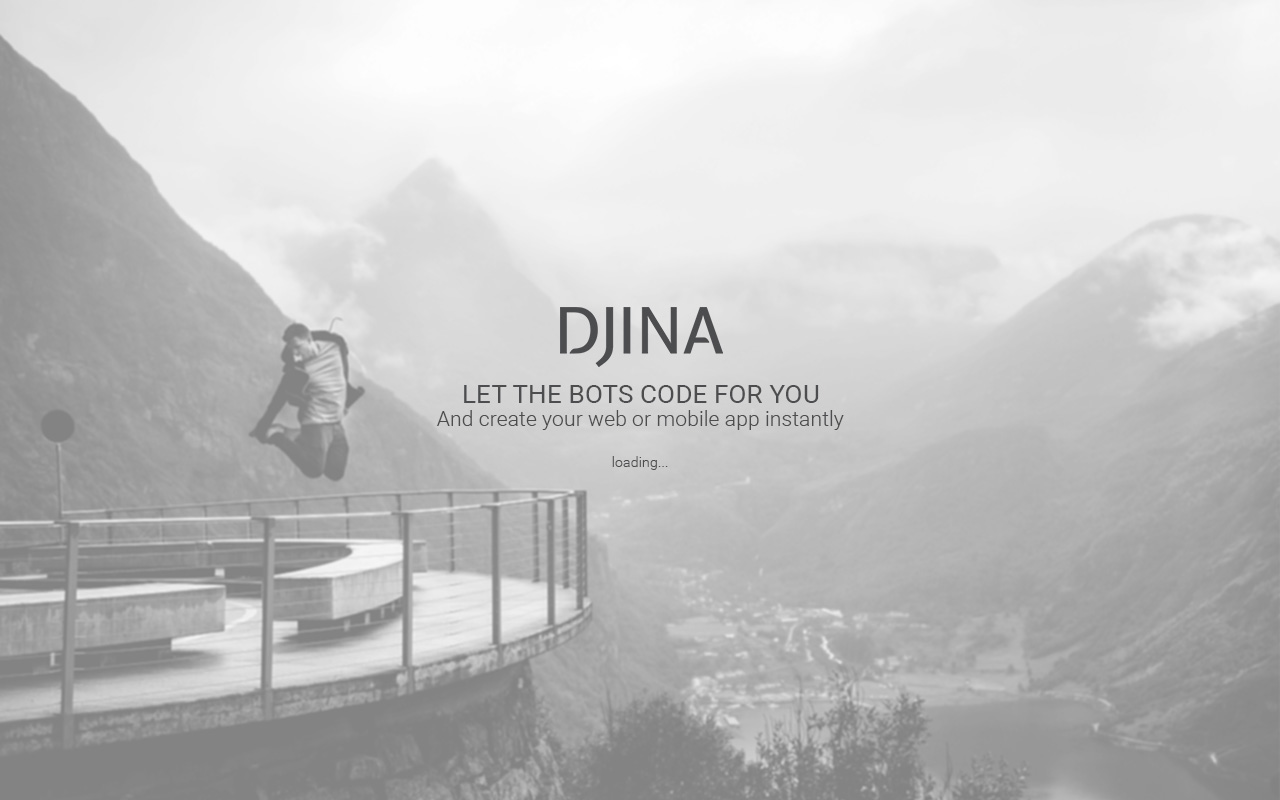 DJINA
LET THE BOTS CODE FOR YOU
And create your web or mobile app instantly
loading...